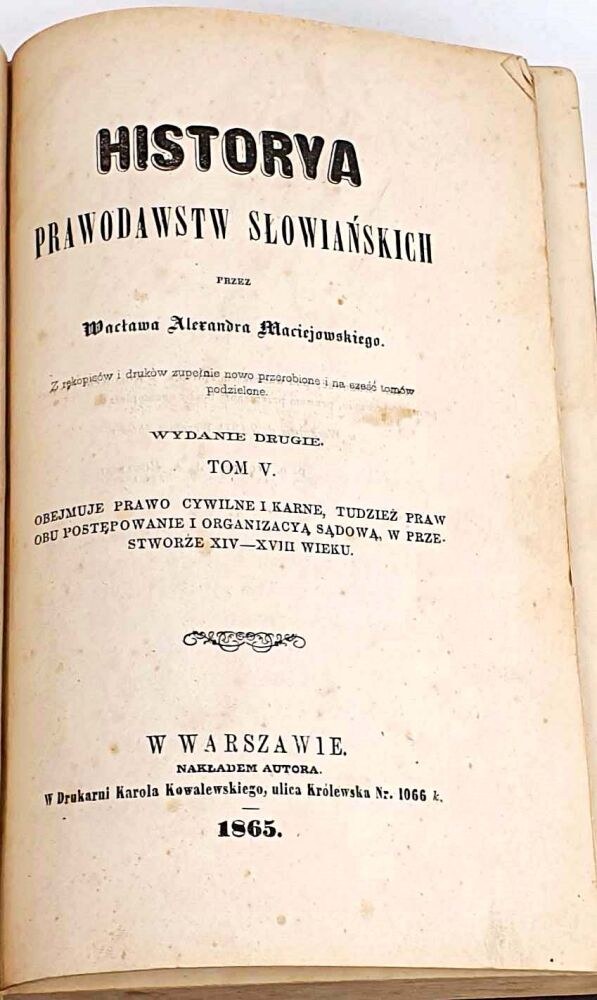 HISTORYA
PRAWODAWSTW SŁOWIAŃSKICH
PRZEZ
Wacława Alexandra Maciejowskiego.
Z rękopisów i druków zupełnie nowo przerobione i na sześć tomów
podzielone.
WYDANIE DRUGIE.
TOM V.
OBEJMUJE PRAWO CYWILNE I KARNE, TUDZIEŻ PRAW
OBU POSTĘPOWANIE I ORGANIZACYĄ SĄDOWĄ, W PRZE-
STWORZE XIV—XVIII WIEKU.
W WARSZAWIE.
NAKŁADEM AUTORA.
W Drukarni Karola Kowalewskiego, ulica Królewska Nr. 1066 k.
1865.